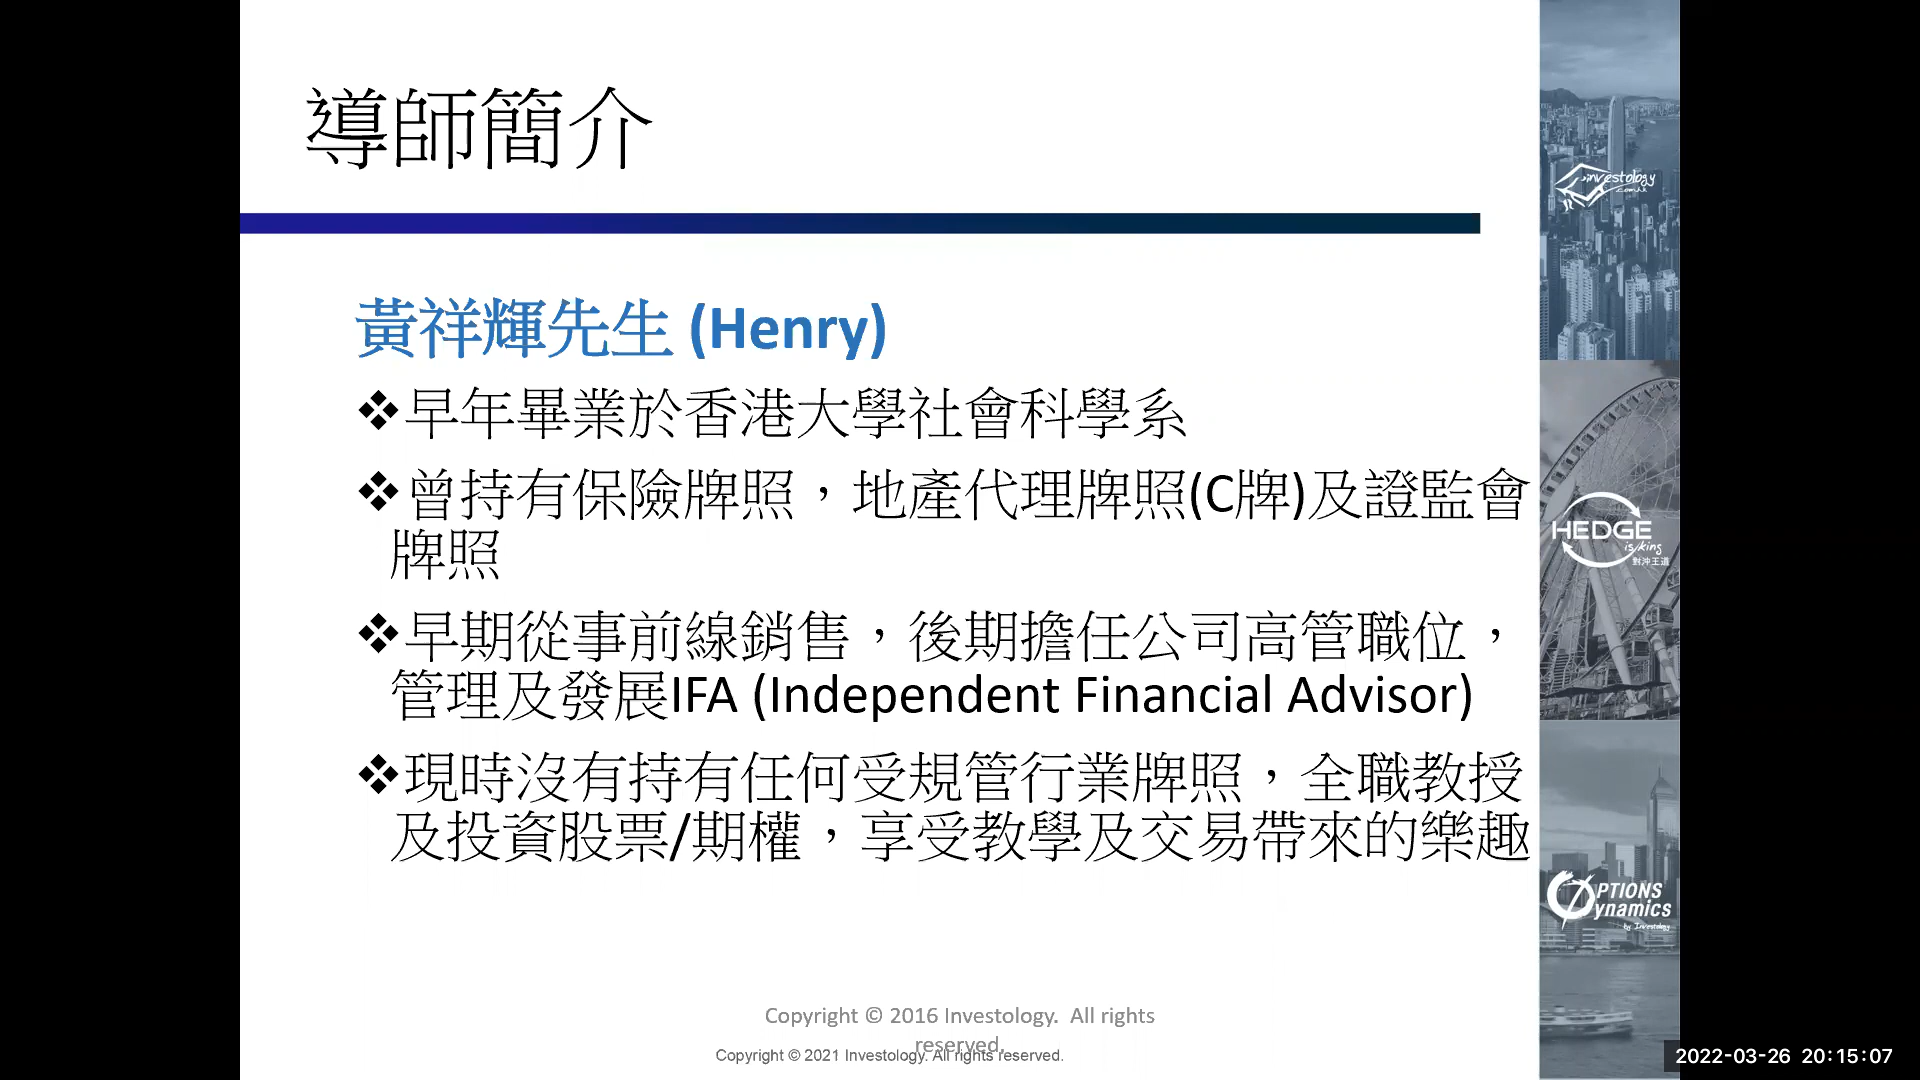 導師簡介
黃祥輝先生 (Henry)
❖早年畢業於香港大學社會科學系
❖曾持有保險牌照，地產代理牌照(C牌)及證監會
牌照
❖早期從事前線銷售，後期擔任公司高管職位，
管理及發展IFA (Independent Financial Advisor)
❖現時沒有持有任何受規管行業牌照，全職教授
及投資股票/期權，享受教學及交易帶來的樂趣
investology
.com.hk
HEDGE
is king
對沖王道
OPTIONS
Dynamics
by Investology
Copyright © 2016 Investology. All rights
reserved.
Copyright © 2021 Investology. All rights reserved.
2022-03-26 20:15:07